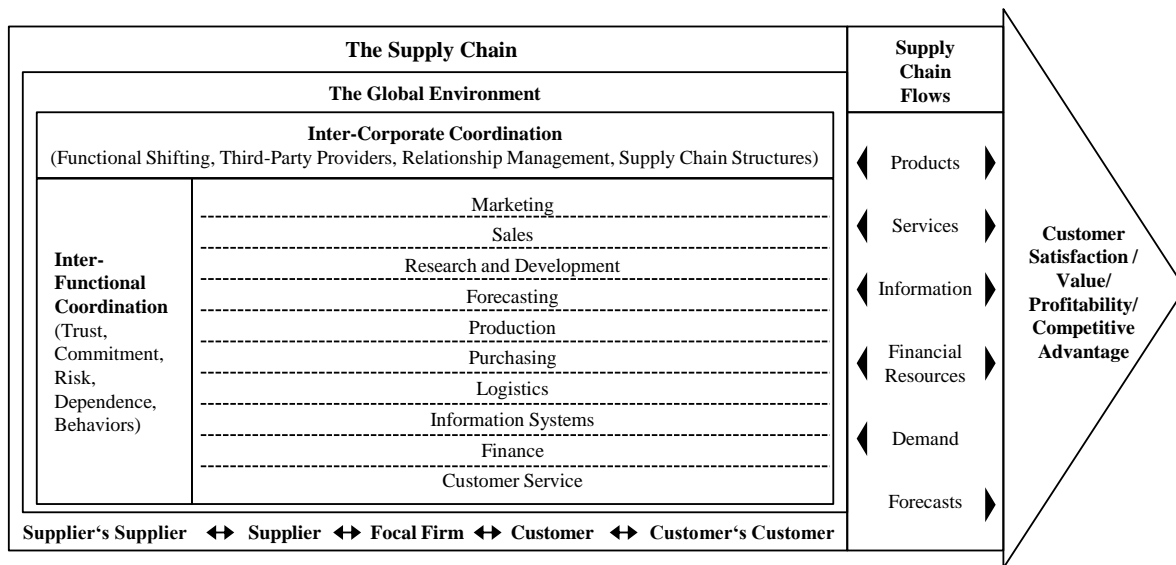 The Supply Chain
The Global Environment
Inter-Corporate Coordination
(Functional Shifting, Third-Party Providers, Relationship Management, Supply Chain Structures)
Inter-
Functional
Coordination
(Trust,
Commitment,
Risk,
Dependence,
Behaviors)
Marketing
Sales
Research and Development
Forecasting
Production
Purchasing
Logistics
Information Systems
Finance
Customer Service
Supplier‘s Supplier ↔ Supplier ↔ Focal Firm ↔ Customer ↔ Customer‘s Customer
Supply
Chain
Flows
Products
Services
Information
Financial
Resources
Demand
Forecasts
Customer
Satisfaction /
Value/
Profitability/
Competitive
Advantage